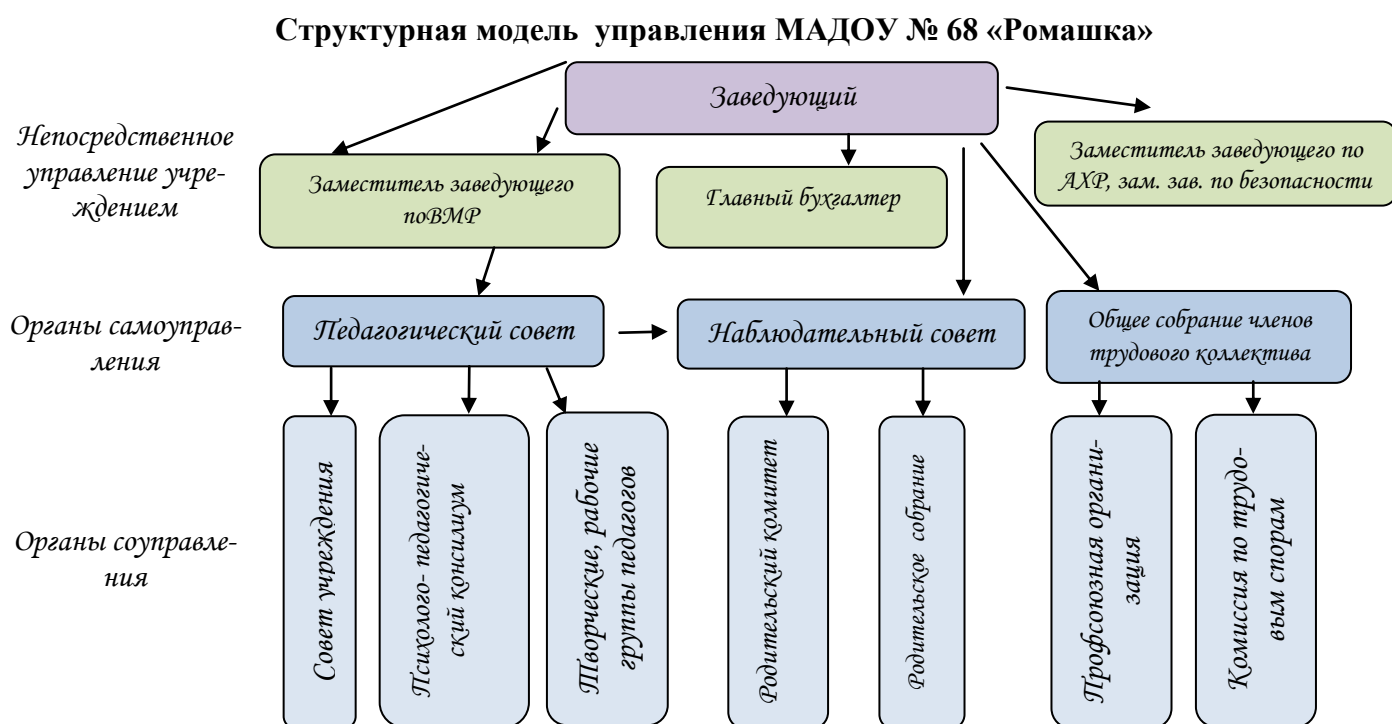 Структурная модель управления МАДОУ № 68 «Ромашка»
Заведующий
Непосредственное
управление учре-
ждением
Заместитель заведующего
поВМР
Главный бухгалтер
Заместитель заведующего по
АХР, зам. зав. по безопасности
Органы самоуправ-
ления
Педагогический совет
Наблюдательный совет
Общее собрание членов
трудового коллектива
Органы соуправле-
ния
Совет учреждения
Психолого- педагогиче-
ский консилиум
Творческие, рабочие
группы педагогов
Родительский комитет
Родительское собрание
Профсоюзная органи-
зация
Комиссия по трудо-
вым спорам